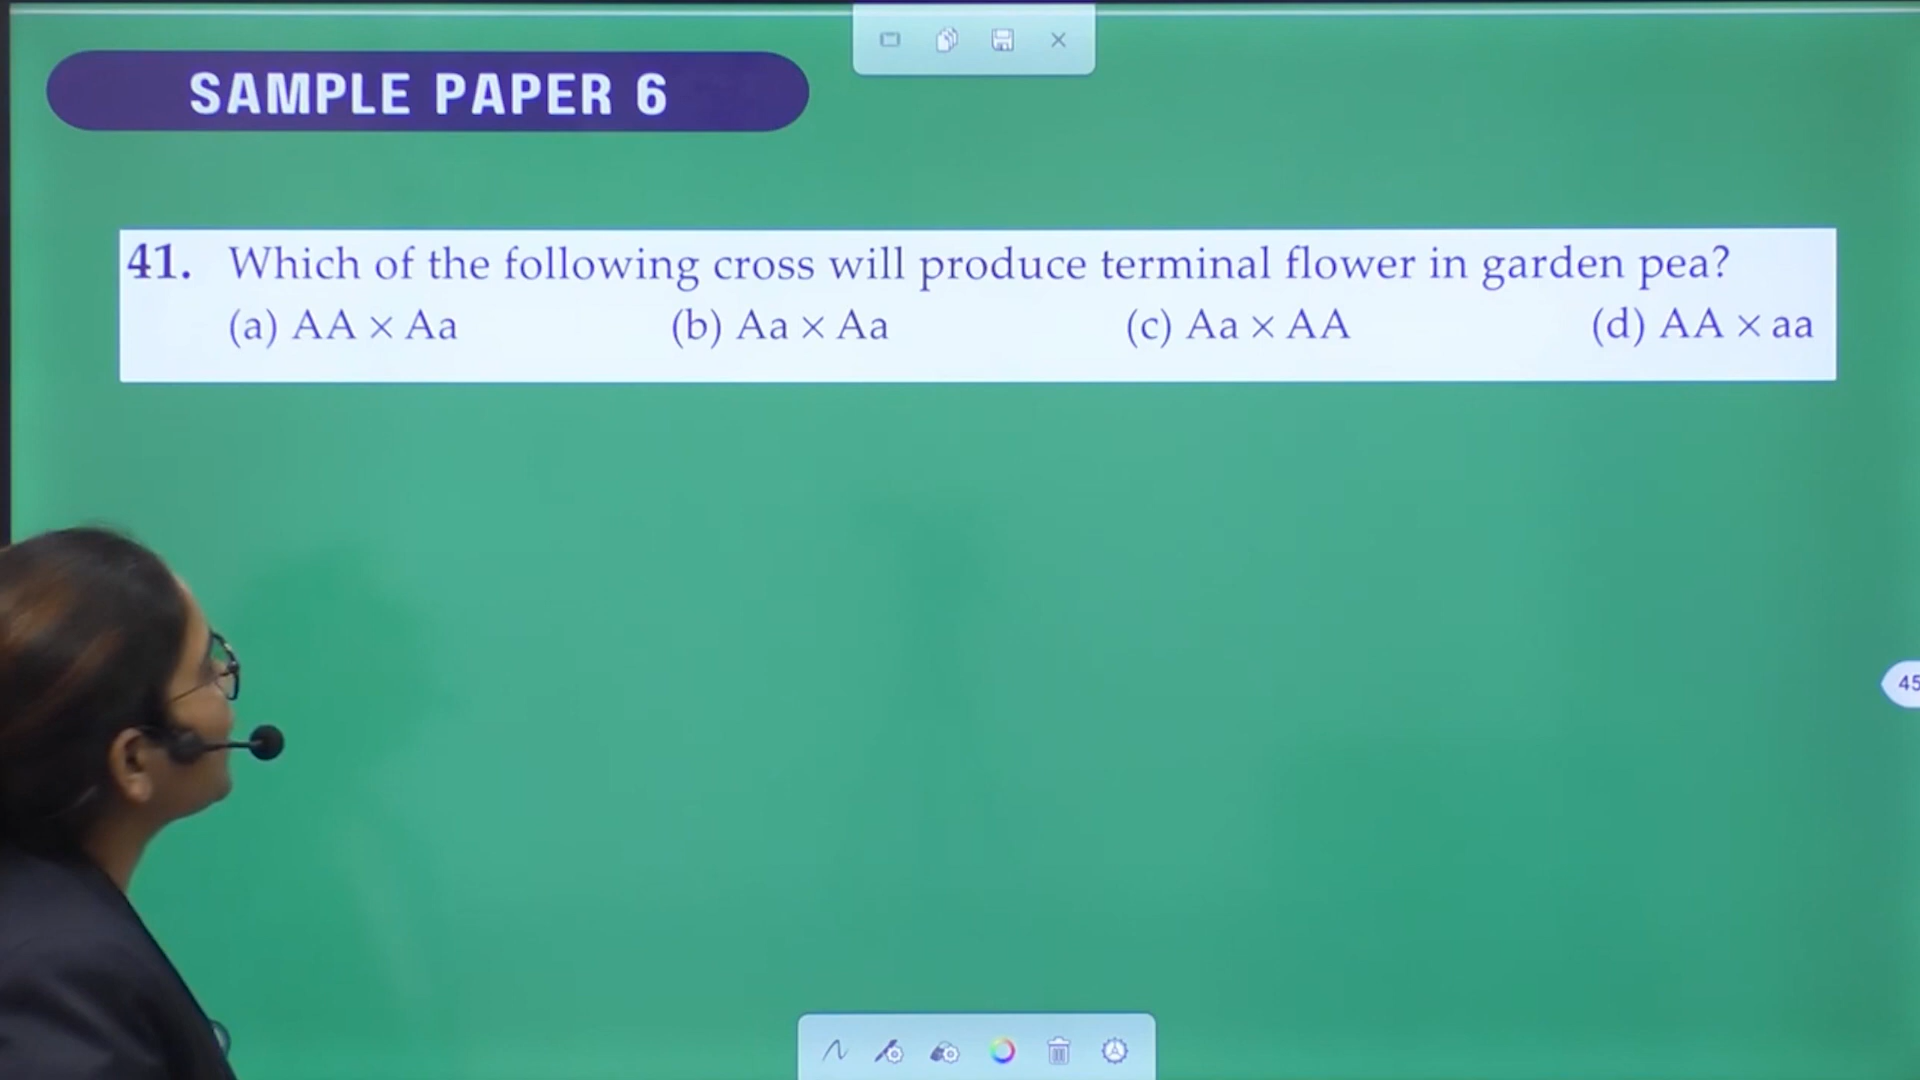 SAMPLE PAPER 6
41. Which of the following cross will produce terminal flower in garden pea?
(a) AA × Aa (b) Aa × Aa (c) Aa × AA (d) AA × aa
45